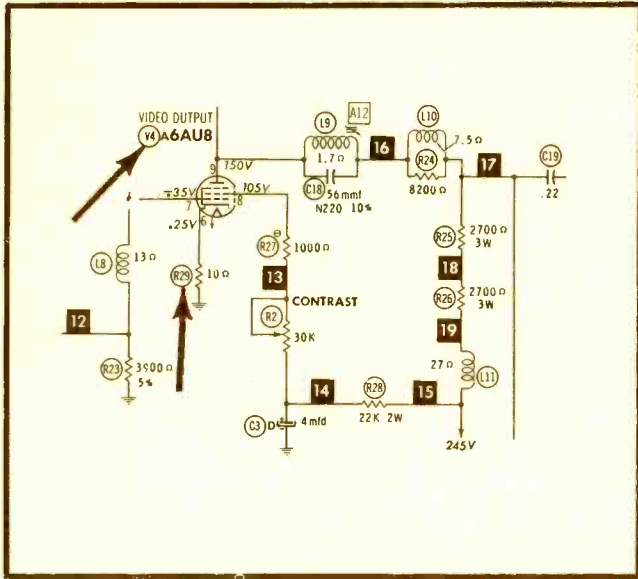 VIDEO OUTPUT
V4 A 6AU8
9
150V
.35V
7
105V
8
.25V
6
L9
A12
1.7Ω
C18
56mmf
N220 10%
16
L10
7.5Ω
R24
8200Ω
17
C19
.22
L8
13Ω
R29
10Ω
R27
1000Ω
R25
2700Ω
3W
13
18
CONTRAST
R26
2700Ω
3W
12
R2
30K
19
R23
3900Ω
5%
27Ω
L11
14
R28
15
22K 2W
C3
D
4mfd
245V